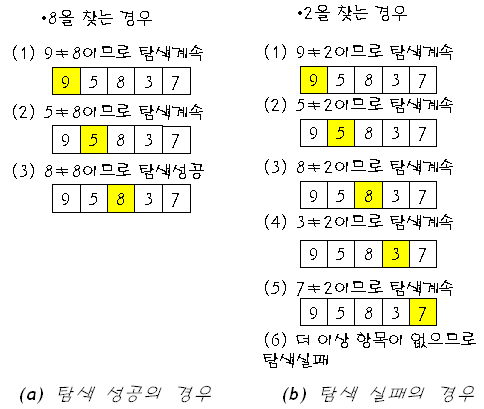 •8을 찾는 경우
(1) 9≠8이므로 탐색계속
9 5 8 3 7
(2) 5≠8이므로 탐색계속
9 5 8 3 7
(3) 8≠8이므로 탐색성공
9 5 8 3 7
(a) 탐색 성공의 경우
•2을 찾는 경우
(1) 9≠2이므로 탐색계속
9 5 8 3 7
(2) 5≠2이므로 탐색계속
9 5 8 3 7
(3) 8≠2이므로 탐색계속
9 5 8 3 7
(4) 3≠2이므로 탐색계속
9 5 8 3 7
(5) 7≠2이므로 탐색계속
9 5 8 3 7
(6) 더 이상 항목이 없으므로
탐색실패
(b) 탐색 실패의 경우